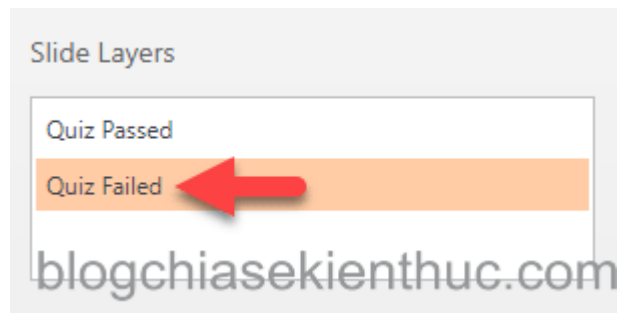 Slide Layers
Quiz Passed
Quiz Failed
blogchiasekienthuc.com